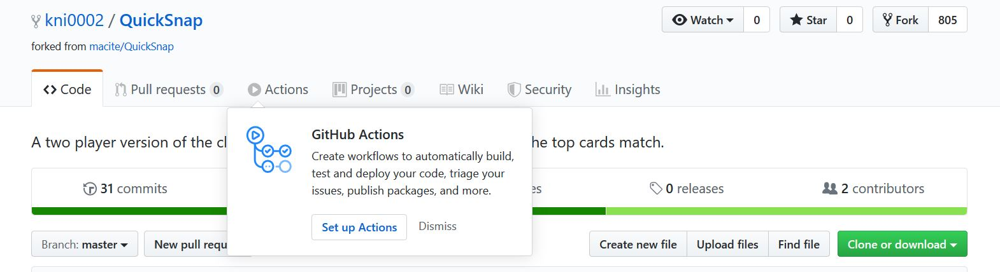 kni0002 / QuickSnap
Watch 0 Star 0 Fork 805
forked from macite/QuickSnap
Code Pull requests 0 Actions Projects 0 Wiki Security Insights
A two player version of the he top cards match.
GitHub Actions
Create workflows to automatically build,
test and deploy your code, triage your
issues, publish packages, and more.
Set up Actions Dismiss
31 commits 0 releases 2 contributors
Branch: master New pull requ Create new file Upload files Find file Clone or download